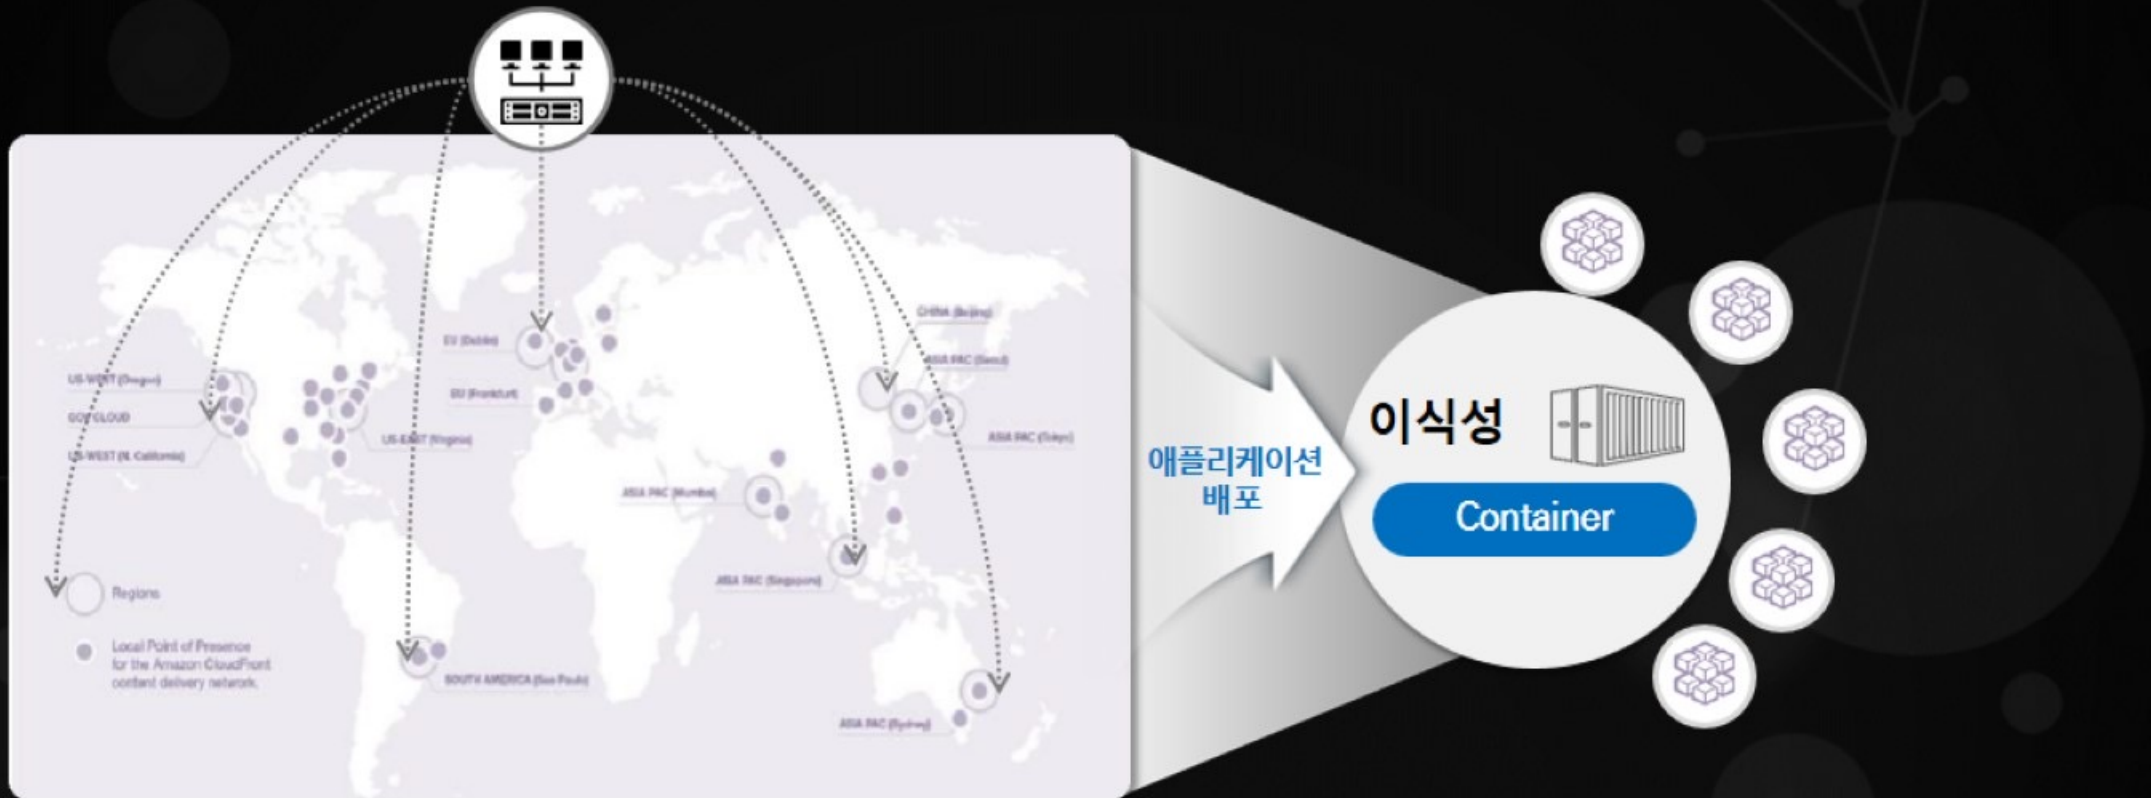 CHINA (Beijing)
EU (Dublin)
ASIA PAC (Seoul)
US-WEST (Oregon)
EU (Frankfurt)
GOV CLOUD
US-EAST (Virginia)
ASIA PAC (Tokyo)
US-WEST (N. California)
ASIA PAC (Mumbai)
ASIA PAC (Singapore)
Regions
Local Point of Presence
for the Amazon CloudFront
content delivery network.
SOUTH AMERICA (Sao Paulo)
ASIA PAC (Sydney)
애플리케이션
배포
이식성
Container